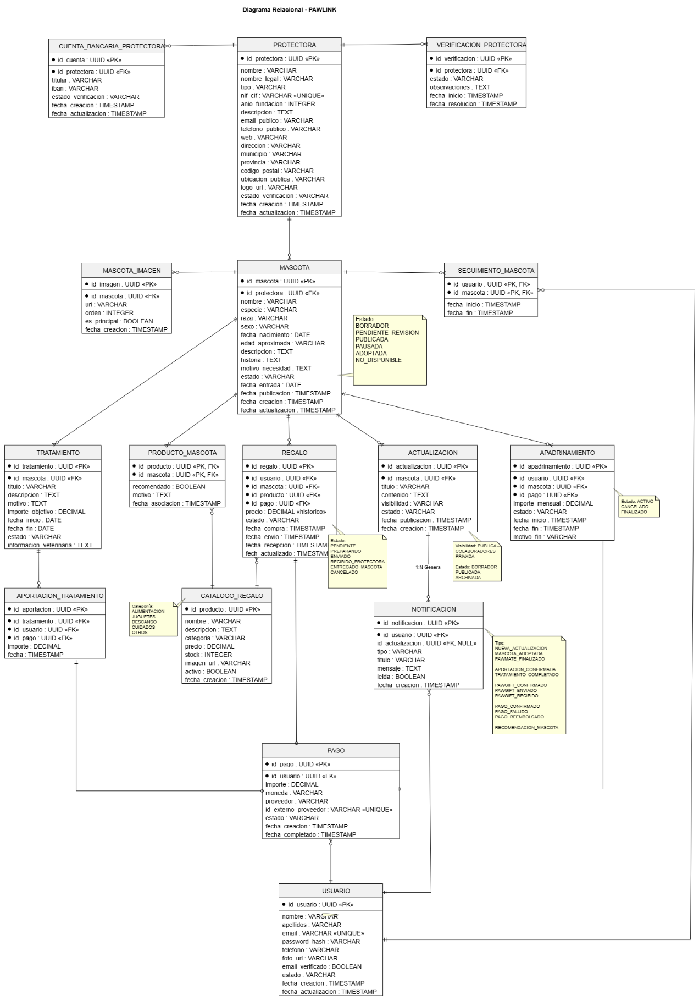 Diagrama Relacional - PAWLINK
CUENTA_BANCARIA_PROTECTORA
id_cuenta : UUID «PK»
id_protectora : UUID «FK»
titular : VARCHAR
iban : VARCHAR
estado_verificacion : VARCHAR
fecha_creacion : TIMESTAMP
fecha_actualizacion : TIMESTAMP
PROTECTORA
id_protectora : UUID «PK»
nombre : VARCHAR
nombre_legal : VARCHAR
tipo : VARCHAR
nif_cif : VARCHAR «UNIQUE»
anio_fundacion : INTEGER
descripcion : TEXT
email_publico : VARCHAR
telefono_publico : VARCHAR
web : VARCHAR
direccion : VARCHAR
municipio : VARCHAR
provincia : VARCHAR
codigo_postal : VARCHAR
ubicacion_publica : VARCHAR
logo_url : VARCHAR
estado_verificacion : VARCHAR
fecha_creacion : TIMESTAMP
fecha_actualizacion : TIMESTAMP
VERIFICACION_PROTECTORA
id_verificacion : UUID «PK»
id_protectora : UUID «FK»
estado : VARCHAR
observaciones : TEXT
fecha_inicio : TIMESTAMP
fecha_resolucion : TIMESTAMP
MASCOTA_IMAGEN
id_imagen : UUID «PK»
id_mascota : UUID «FK»
url : VARCHAR
orden : INTEGER
es_principal : BOOLEAN
fecha_creacion : TIMESTAMP
MASCOTA
id_mascota : UUID «PK»
id_protectora : UUID «FK»
nombre : VARCHAR
especie : VARCHAR
raza : VARCHAR
sexo : VARCHAR
fecha_nacimiento : DATE
edad_aproximada : VARCHAR
descripcion : TEXT
historia : TEXT
motivo_necesidad : TEXT
estado : VARCHAR
fecha_entrada : DATE
fecha_publicacion : TIMESTAMP
fecha_creacion : TIMESTAMP
fecha_actualizacion : TIMESTAMP
SEGUIMIENTO_MASCOTA
id_usuario : UUID «PK, FK»
id_mascota : UUID «PK, FK»
fecha_inicio : TIMESTAMP
fecha_fin : TIMESTAMP
Estado:
BORRADOR
PENDIENTE_REVISION
PUBLICADA
PAUSADA
ADOPTADA
NO_DISPONIBLE
TRATAMIENTO
id_tratamiento : UUID «PK»
id_mascota : UUID «FK»
titulo : VARCHAR
descripcion : TEXT
motivo : TEXT
importe_objetivo : DECIMAL
fecha_inicio : DATE
fecha_fin : DATE
estado : VARCHAR
informacion_veterinaria : TEXT
PRODUCTO_MASCOTA
id_producto : UUID «PK, FK»
id_mascota : UUID «PK, FK»
recomendado : BOOLEAN
motivo : TEXT
fecha_asociacion : TIMESTAMP
REGALO
id_regalo : UUID «PK»
id_usuario : UUID «FK»
id_mascota : UUID «FK»
id_producto : UUID «FK»
id_pago : UUID «FK»
precio : DECIMAL «historico»
estado : VARCHAR
fecha_compra : TIMESTAMP
fecha_envio : TIMESTAMP
fecha_recepcion : TIMESTAM
fech_actualizado : TIMESTAM
Estado:
PENDIENTE
PREPARANDO
ENVIADO
RECIBIDO_PROTECTORA
ENTREGADO_MASCOTA
CANCELADO
ACTUALIZACION
id_actualizacion : UUID «PK»
id_mascota : UUID «FK»
titulo : VARCHAR
contenido : TEXT
visibilidad : VARCHAR
estado : VARCHAR
fecha_publicacion : TIMESTAMP
fecha_creacion : TIMESTAMP
Visibilidad: PUBLICA
COLABORADORES
PRIVADA
Estado: BORRADOR
PUBLICADA
ARCHIVADA
APADRINAMIENTO
id_apadrinamiento : UUID «PK»
id_usuario : UUID «FK»
id_mascota : UUID «FK»
id_pago : UUID «FK»
importe_mensual : DECIMAL
estado : VARCHAR
fecha_inicio : TIMESTAMP
fecha_fin : TIMESTAMP
motivo_fin : VARCHAR
Estado: ACTIVO
CANCELADO
FINALIZADO
1:N Genera
APORTACION_TRATAMIENTO
id_aportacion : UUID «PK»
id_tratamiento : UUID «FK»
id_usuario : UUID «FK»
id_pago : UUID «FK»
importe : DECIMAL
fecha : TIMESTAMP
Categoriía:
ALIMENTACION
JUGUETES
DESCANSO
CUIDADOS
OTROS
CATALOGO_REGALO
id_producto : UUID «PK»
nombre : VARCHAR
descripcion : TEXT
categoria : VARCHAR
precio : DECIMAL
stock : INTEGER
imagen_url : VARCHAR
activo : BOOLEAN
fecha_creacion : TIMESTAMP
NOTIFICACION
id_notificacion : UUID «PK»
id_usuario : UUID «FK»
id_actualizacion : UUID «FK, NULL»
tipo : VARCHAR
titulo : VARCHAR
mensaje : TEXT
leida : BOOLEAN
fecha_creacion : TIMESTAMP
Tipo:
NUEVA_ACTUALIZACION
MASCOTA_ADOPTADA
PAWMATE_FINALIZADO
APORTACION_CONFIRMADA
TRATAMIENTO_COMPLETADO
PAWGIFT_CONFIRMADO
PAWGIFT_ENVIADO
PAWGIFT_RECIBIDO
PAGO_CONFIRMADO
PAGO_FALLIDO
PAGO_REEMBOLSADO
RECOMENDACION_MASCOTA
PAGO
id_pago : UUID «PK»
id_usuario : UUID «FK»
importe : DECIMAL
moneda : VARCHAR
proveedor : VARCHAR
id_externo_proveedor : VARCHAR «UNIQUE»
estado : VARCHAR
fecha_creacion : TIMESTAMP
fecha_completado : TIMESTAMP
USUARIO
id_usuario : UUID «PK»
nombre : VARCHAR
apellidos : VARCHAR
email : VARCHAR «UNIQUE»
password_hash : VARCHAR
telefono : VARCHAR
foto_url : VARCHAR
email_verificado : BOOLEAN
estado : VARCHAR
fecha_creacion : TIMESTAMP
fecha_actualizacion : TIMESTAMP